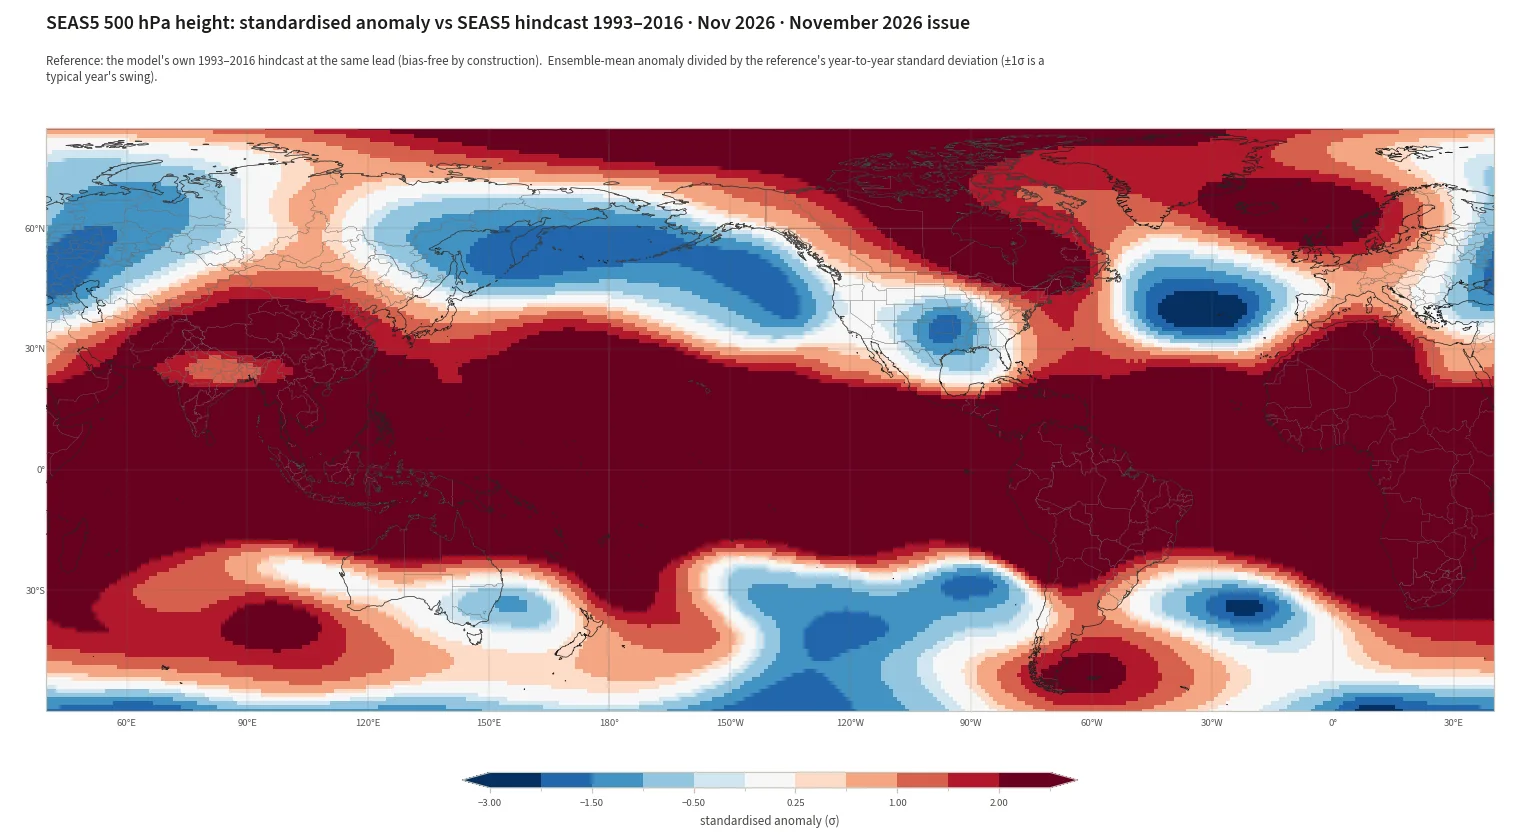 SEAS5 500 hPa height: standardised anomaly vs SEAS5 hindcast 1993–2016 · Nov 2026 · November 2026 issue
Reference: the model's own 1993–2016 hindcast at the same lead (bias-free by construction).  Ensemble-mean anomaly divided by the reference's year-to-year standard deviation (±1σ is a
typical year's swing).
60°N
30°N
0°
30°S
60°E 90°E 120°E 150°E 180° 150°W 120°W 90°W 60°W 30°W 0° 30°E
−3.00 −1.50 −0.50 0.25 1.00 2.00
standardised anomaly (σ)